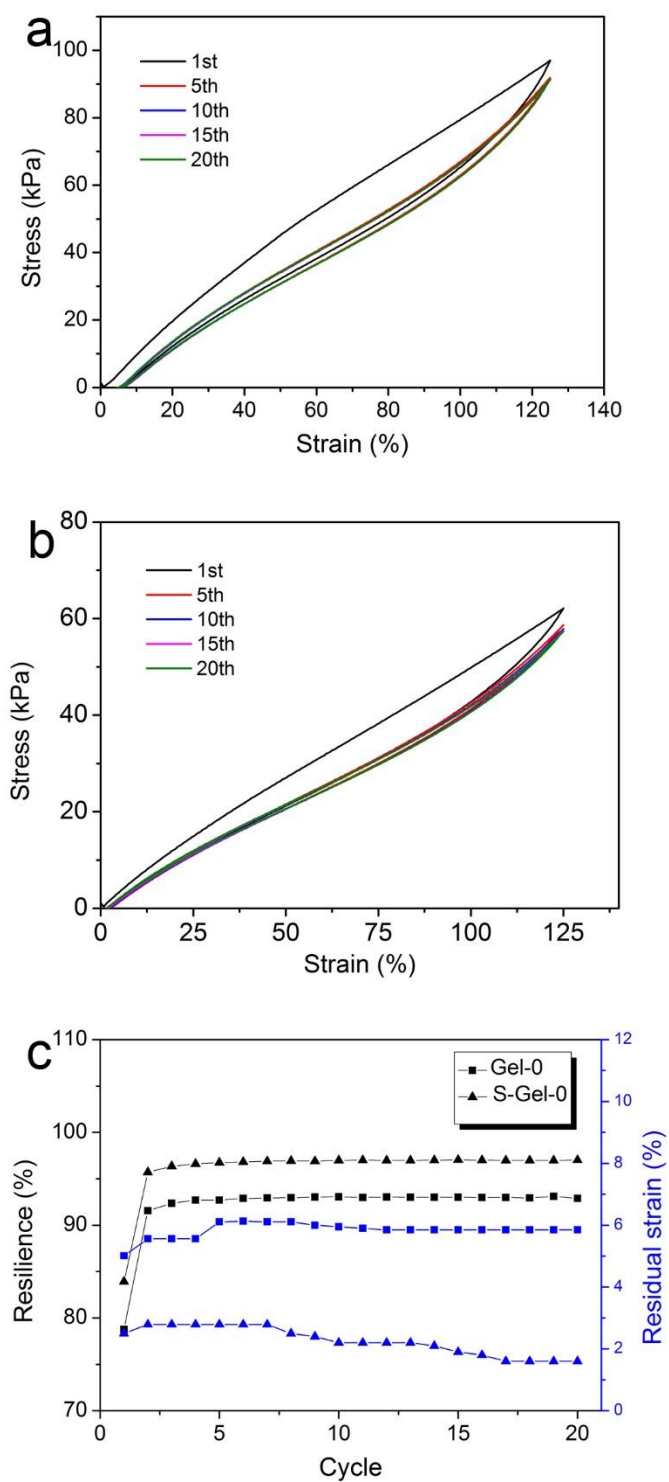 a
100
80
60
40
20
0
Stress (kPa)
1st
5th
10th
15th
20th
0
20
40
60
80
100
120
140
Strain (%)
b
80
60
40
20
0
Stress (kPa)
1st
5th
10th
15th
20th
0
25
50
75
100
125
Strain (%)
c
110
100
90
80
70
Resilience (%)
Gel-0
S-Gel-0
12
10
8
6
4
2
0
Residual strain (%)
0
5
10
15
20
Cycle